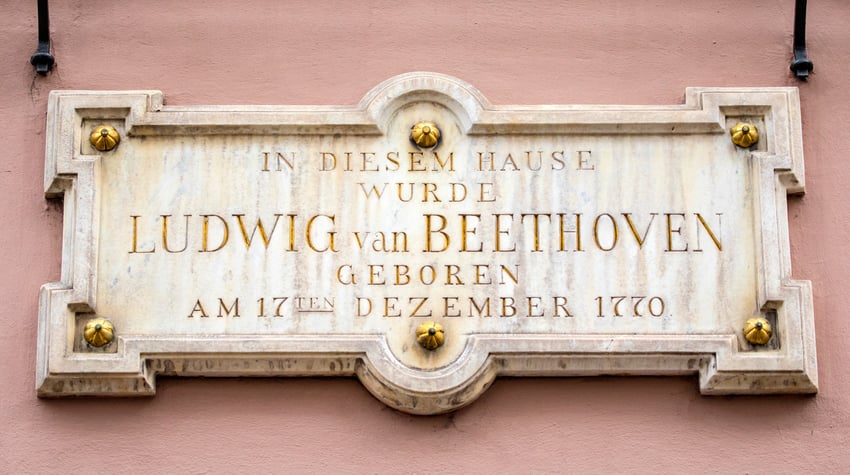 IN DIESEM HAUSE
WURDE
LUDWIG van BEETHOVEN
GEBOREN
AM 17TEN DEZEMBER 1770.